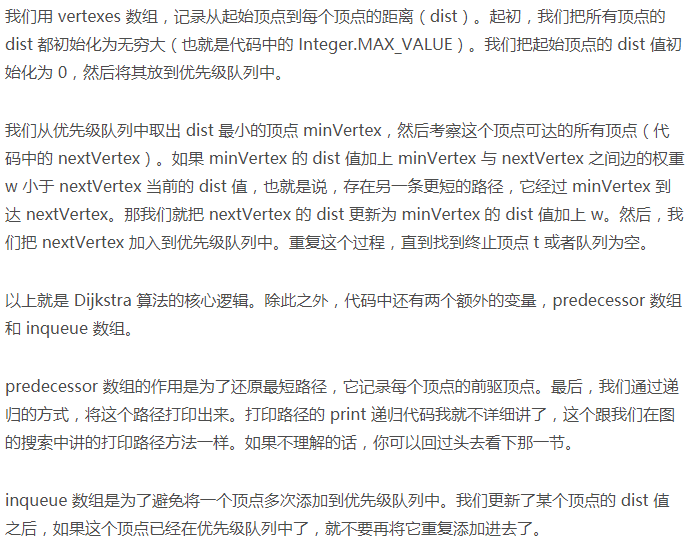 我们用 vertexes 数组，记录从起始顶点到每个顶点的距离（dist）。起初，我们把所有顶点的
dist 都初始化为无穷大（也就是代码中的 Integer.MAX_VALUE）。我们把起始顶点的 dist 值初
始化为 0，然后将其放到优先级队列中。
我们从优先级队列中取出 dist 最小的顶点 minVertex，然后考察这个顶点可达的所有顶点（代
码中的 nextVertex）。如果 minVertex 的 dist 值加上 minVertex 与 nextVertex 之间边的权重
w 小于 nextVertex 当前的 dist 值，也就是说，存在另一条更短的路径，它经过 minVertex 到
达 nextVertex。那我们就把 nextVertex 的 dist 更新为 minVertex 的 dist 值加上 w。然后，我
们把 nextVertex 加入到优先级队列中。重复这个过程，直到找到终止顶点 t 或者队列为空。
以上就是 Dijkstra 算法的核心逻辑。除此之外，代码中还有两个额外的变量，predecessor 数组
和 inqueue 数组。
predecessor 数组的作用是为了还原最短路径，它记录每个顶点的前驱顶点。最后，我们通过递
归的方式，将这个路径打印出来。打印路径的 print 递归代码我就不详细讲了，这个跟我们在图
的搜索中讲的打印路径方法一样。如果不理解的话，你可以回过头去看下那一节。
inqueue 数组是为了避免将一个顶点多次添加到优先级队列中。我们更新了某个顶点的 dist 值
之后，如果这个顶点已经在优先级队列中了，就不要再将它重复添加进去了。